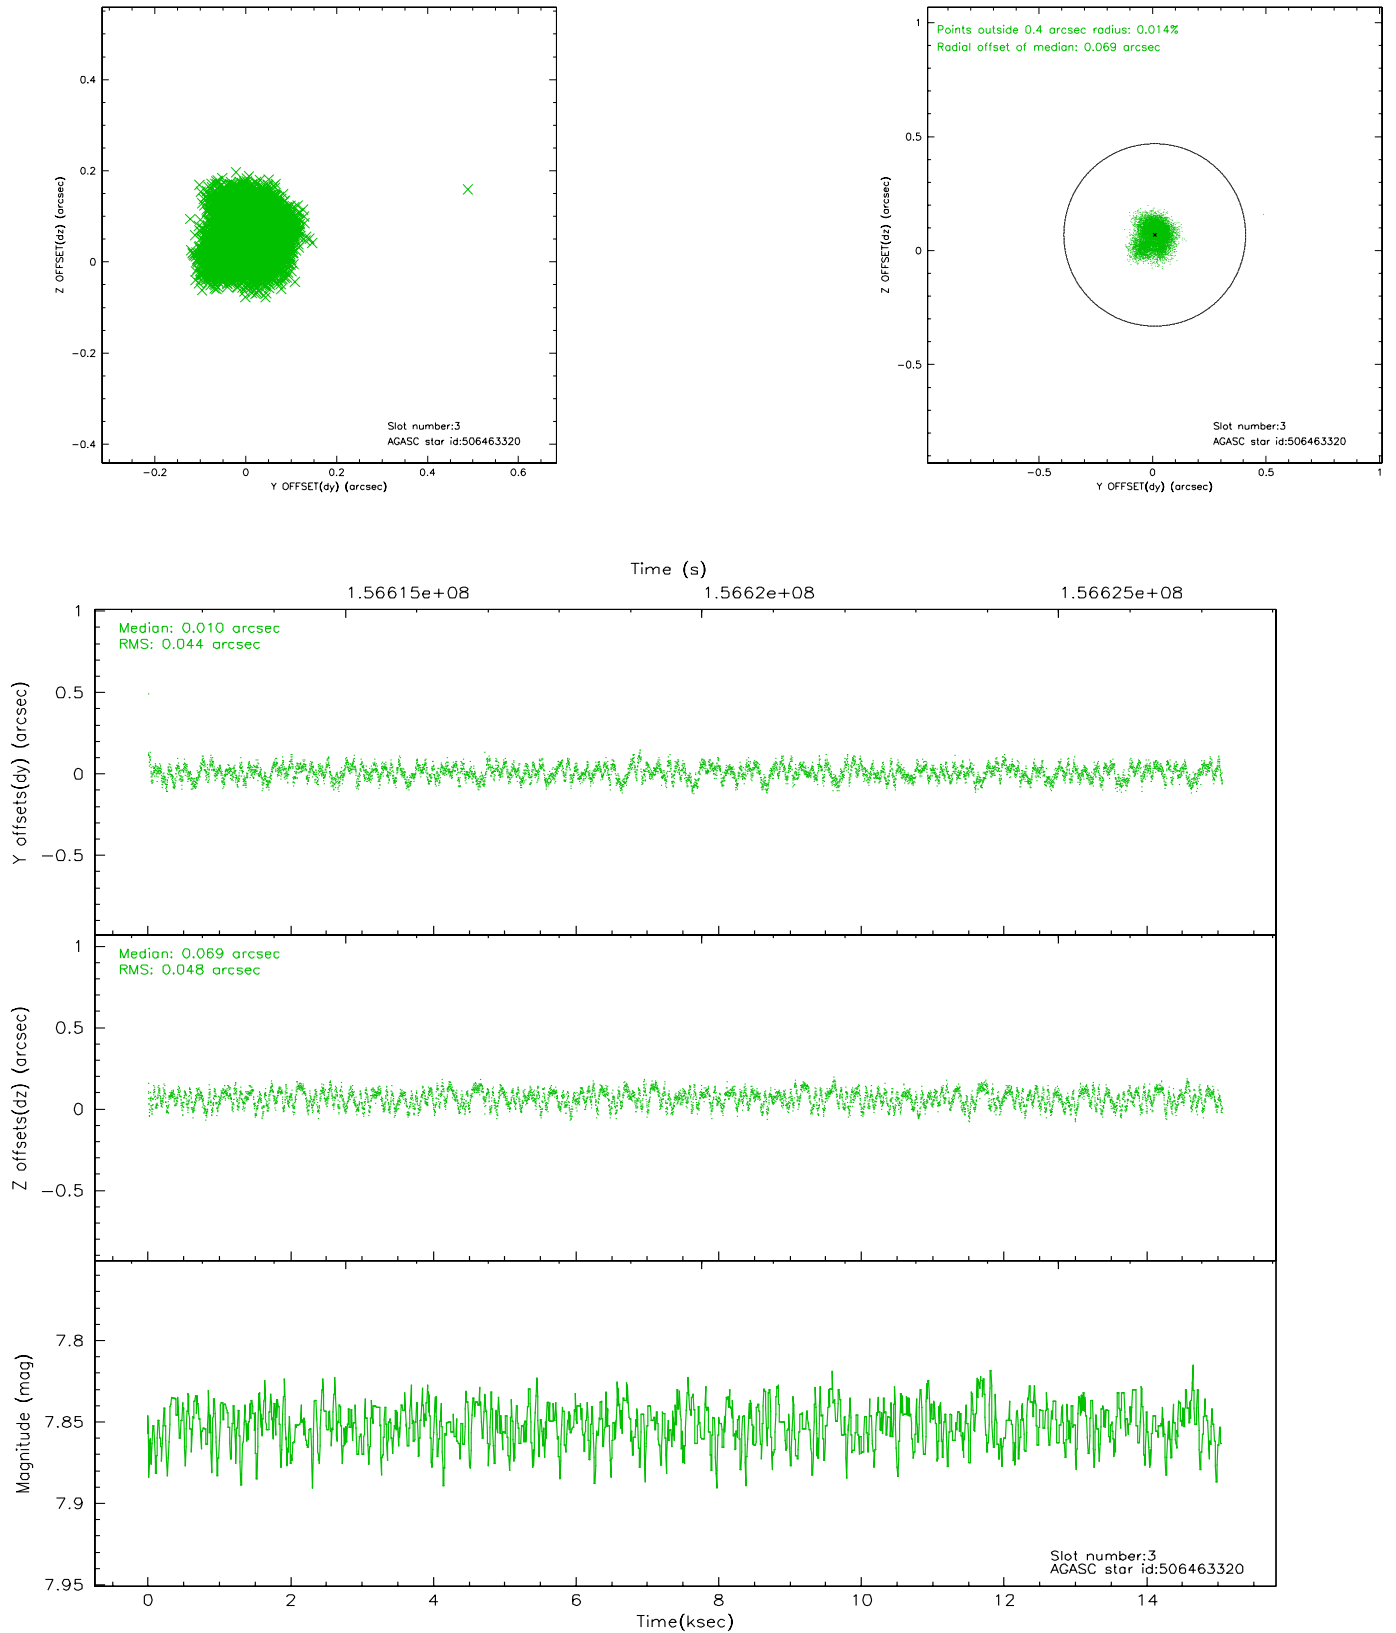 0.4
0.2
0
−0.2
−0.4
Z OFFSET(dz) (arcsec)
Slot number:3
AGASC star id:506463320
−0.2 0 0.2 0.4 0.6
Y OFFSET(dy) (arcsec)
Points outside 0.4 arcsec radius: 0.014%
Radial offset of median: 0.069 arcsec
1
0.5
0
−0.5
Z OFFSET(dz) (arcsec)
Slot number:3
AGASC star id:506463320
−0.5 0 0.5 1
Y OFFSET(dy) (arcsec)
Time (s)
1.56615e+08 1.5662e+08 1.56625e+08
Median: 0.010 arcsec
RMS: 0.044 arcsec
1
0.5
0
−0.5
Y offsets(dy) (arcsec)
Median: 0.069 arcsec
RMS: 0.048 arcsec
1
0.5
0
−0.5
Z offsets(dz) (arcsec)
7.8
7.85
7.9
7.95
Magnitude (mag)
Slot number:3
AGASC star id:506463320
0 2 4 6 8 10 12 14
Time(ksec)